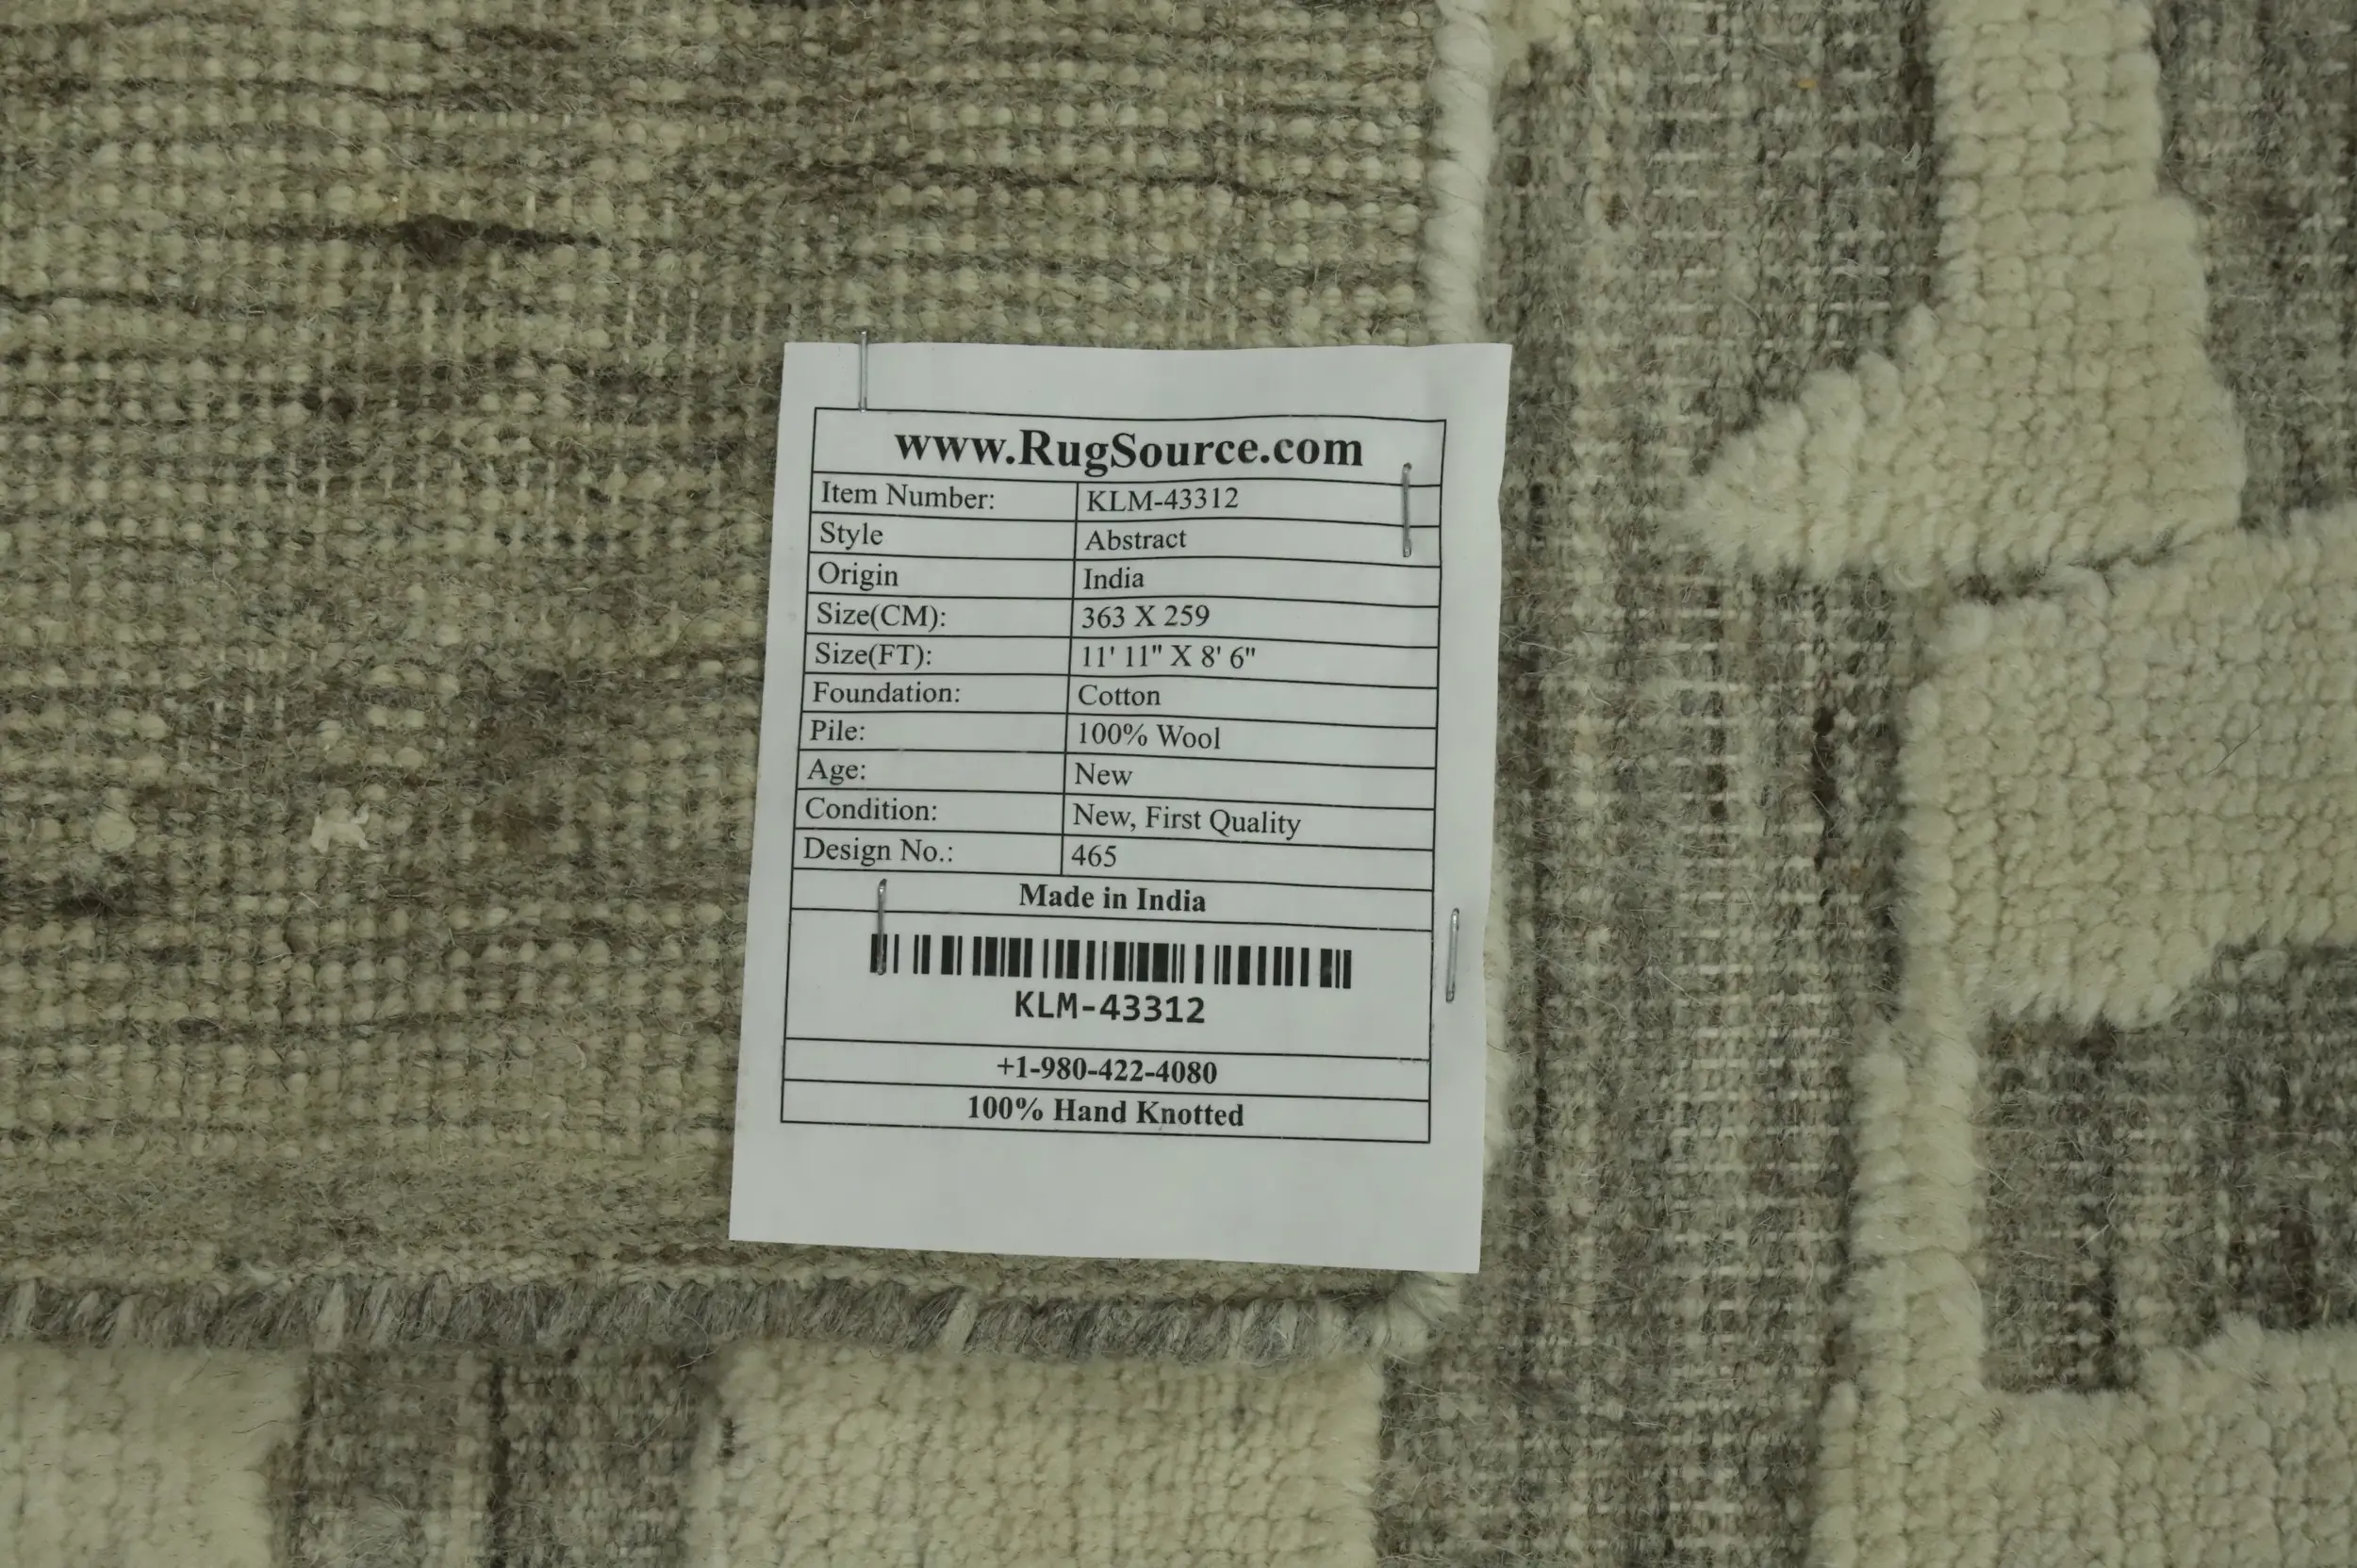 www.RugSource.com
Item Number: KLM-43312
Style Abstract
Origin India
Size(CM): 363 X 259
Size(FT): 11' 11" X 8' 6"
Foundation: Cotton
Pile: 100% Wool
Age: New
Condition: New, First Quality
Design No.: 465
Made in India
KLM-43312
+1-980-422-4080
100% Hand Knotted